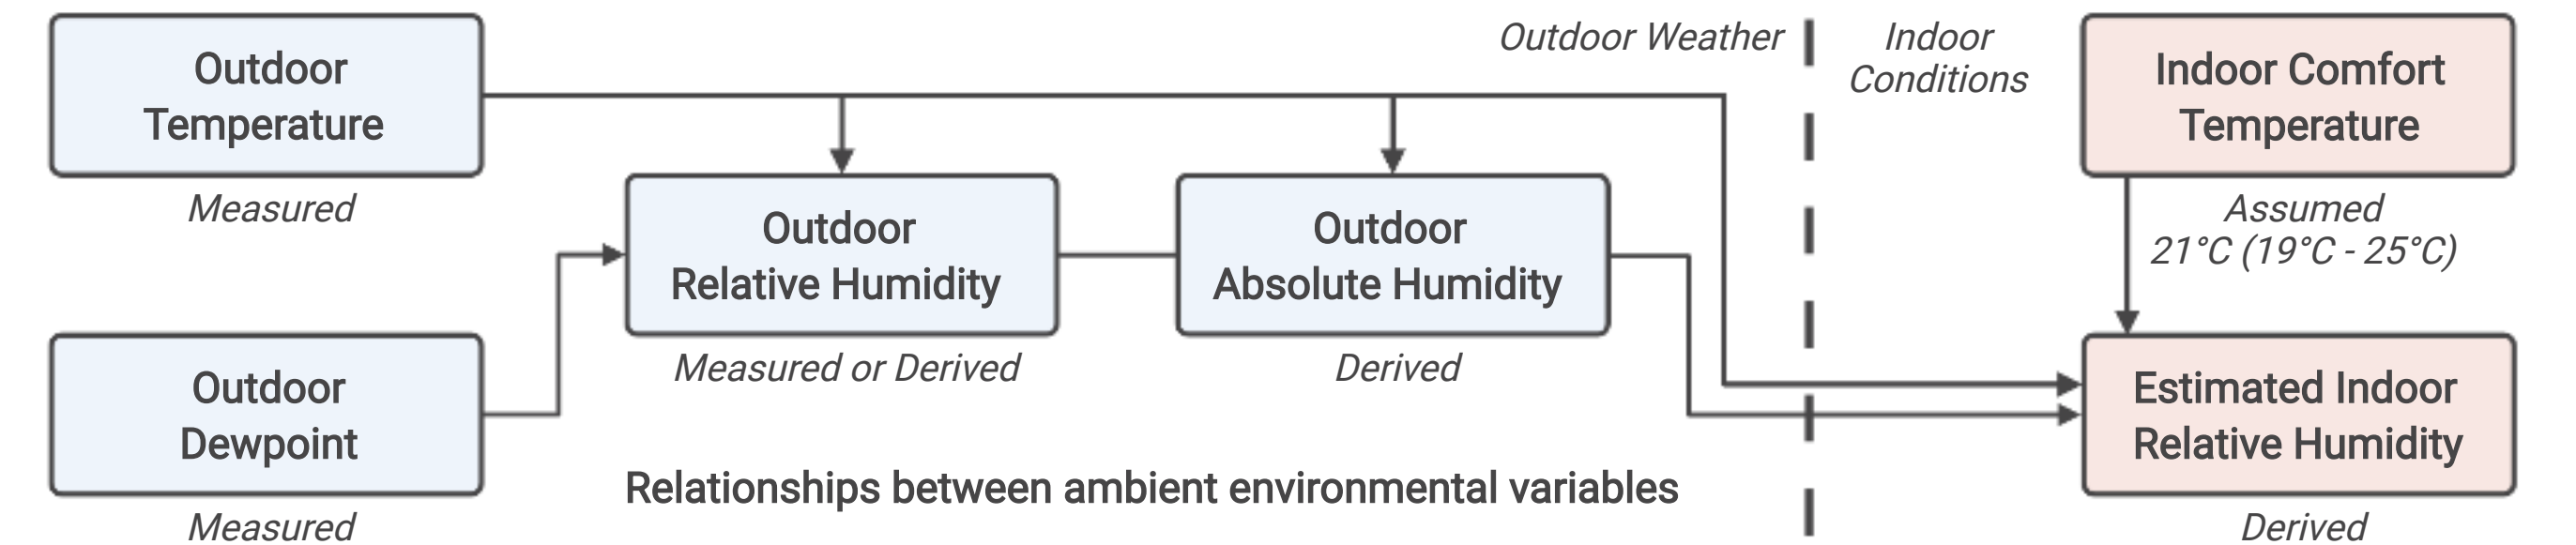 Outdoor
Temperature
Measured
Outdoor
Dewpoint
Measured
Outdoor
Relative Humidity
Measured or Derived
Outdoor
Absolute Humidity
Derived
Relationships between ambient environmental variables
Outdoor Weather
Indoor
Conditions
Indoor Comfort
Temperature
Assumed
21°C (19°C - 25°C)
Estimated Indoor
Relative Humidity
Derived